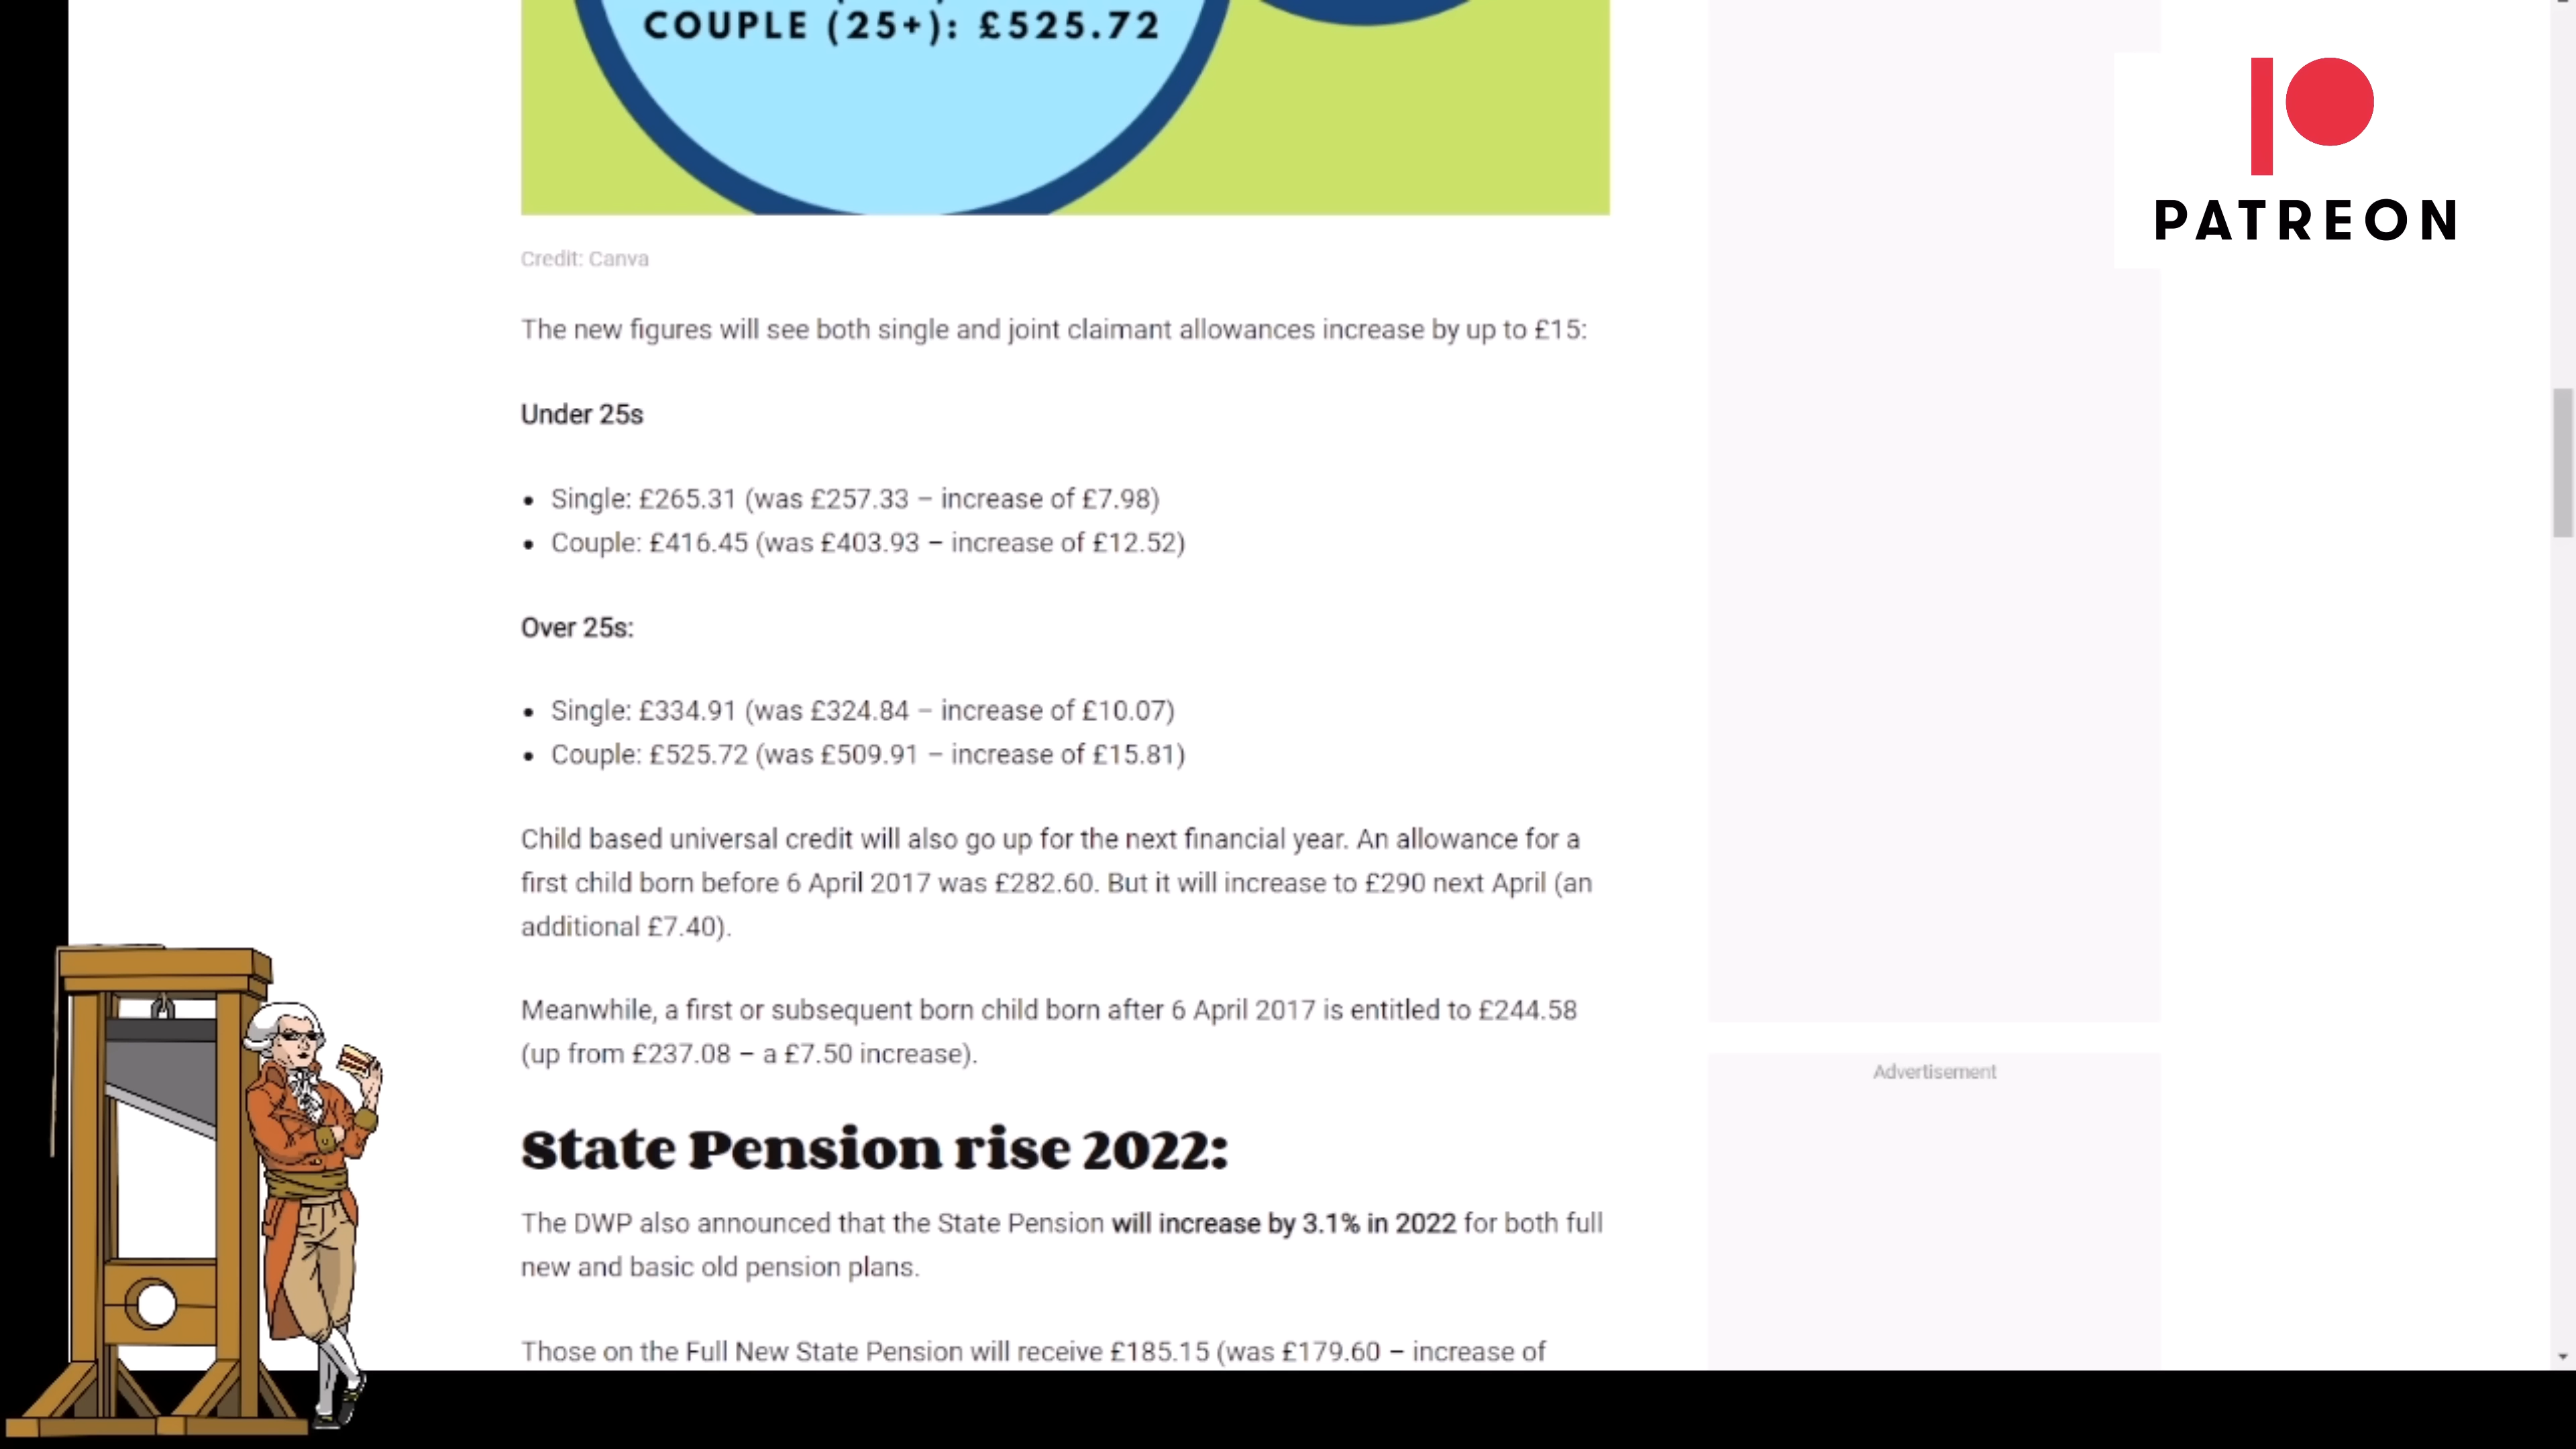 COUPLE (25+): £525.72
PATREON
Credit: Canva
The new figures will see both single and joint claimant allowances increase by up to £15:
Under 25s
• Single: £265.31 (was £257.33 – increase of £7.98)
• Couple: £416.45 (was £403.93 – increase of £12.52)
Over 25s:
• Single: £334.91 (was £324.84 – increase of £10.07)
• Couple: £525.72 (was £509.91 – increase of £15.81)
Child based universal credit will also go up for the next financial year. An allowance for a
first child born before 6 April 2017 was £282.60. But it will increase to £290 next April (an
additional £7.40).
Meanwhile, a first or subsequent born child born after 6 April 2017 is entitled to £244.58
(up from £237.08 – a £7.50 increase).
Advertisement
State Pension rise 2022:
The DWP also announced that the State Pension will increase by 3.1% in 2022 for both full
new and basic old pension plans.
Those on the Full New State Pension will receive £185.15 (was £179.60 – increase of